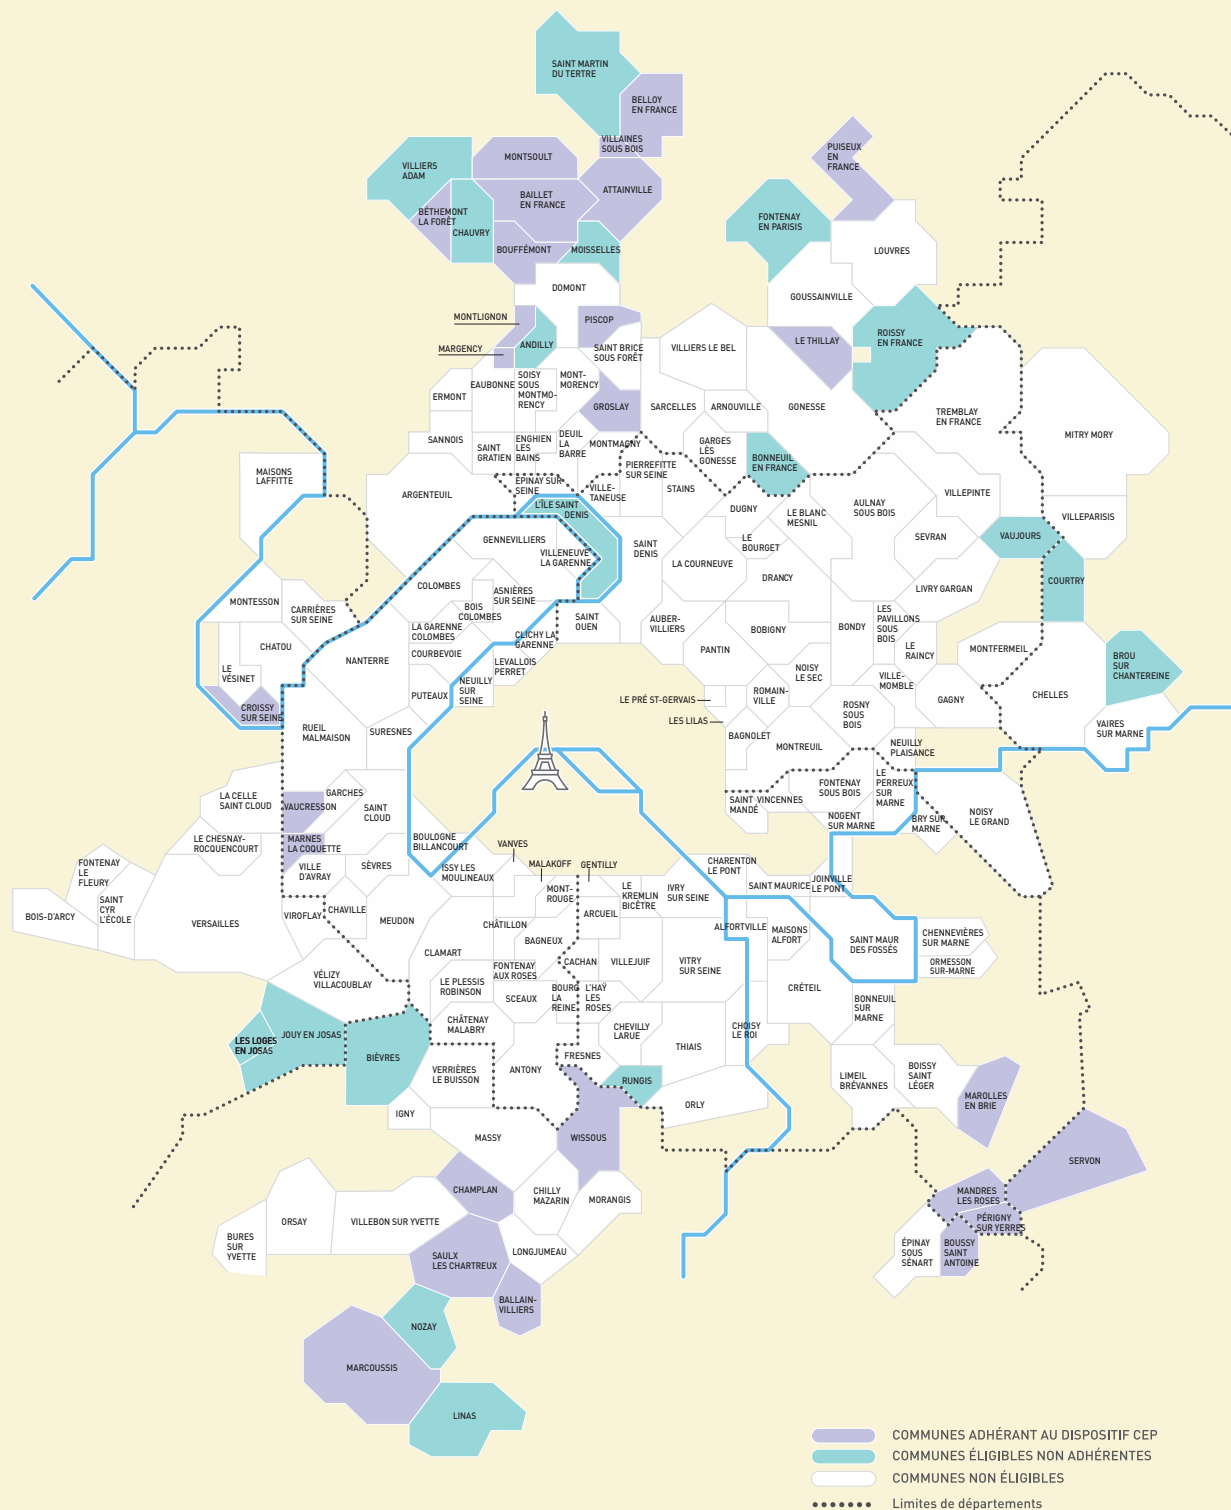 SAINT MARTIN
DU TERTRE
BELLOY
EN FRANCE
VILLAINES
SOUS BOIS
MONTSOULT
VILLIERS
ADAM
ATTAINVILLE
BAILLET
EN FRANCE
BÉTHEMONT
LA FORÊT
CHAUVRY
BOUFFÉMONT
MOISSELLES
PUISEUX
EN
FRANCE
FONTENAY
EN PARISIS
LOUVRES
DOMONT
GOUSSAINVILLE
MONTLIGNON
PISCOP
MARGENCY
ANDILLY
SAINT BRICE
SOUS FORÊT
VILLIERS LE BEL
LE THILLAY
ROISSY
EN FRANCE
EAUBONNE
SOISY
SOUS
MONTMO-
RENCY
MONT-
MORENCY
ERMONT
GROSLAY
SARCELLES
ARNOUVILLE
GONESSE
TREMBLAY
EN FRANCE
MITRY MORY
SANNOIS
SAINT
GRATIEN
ENGHIEN
LES
BAINS
DEUIL
LA
BARRE
MONTMAGNY
GARGES
LÈS
GONESSE
BONNEUIL
EN FRANCE
PIERREFITTE
SUR SEINE
MAISONS
LAFFITTE
ARGENTEUIL
ÉPINAY SUR
SEINE
VILLE-
TANEUSE
STAINS
L'ÎLE SAINT
DENIS
DUGNY
LE BLANC
MESNIL
AULNAY
SOUS BOIS
VILLEPINTE
VILLEPARISIS
GENNEVILLIERS
VILLENEUVE
LA GARENNE
SAINT
DENIS
LE
BOURGET
SEVRAN
VAUJOURS
LA COURNEUVE
DRANCY
COURTRY
COLOMBES
ASNIÈRES
SUR SEINE
LIVRY GARGAN
MONTESSON
CARRIÈRES
SUR SEINE
BOIS
COLOMBES
SAINT
OUEN
AUBER-
VILLIERS
BOBIGNY
BONDY
LES
PAVILLONS
SOUS
BOIS
LA GARENNE
COLOMBES
CLICHY LA
GARENNE
CHATOU
COURBEVOIE
PANTIN
LE
RAINCY
MONTFERMEIL
NANTERRE
LEVALLOIS
PERRET
LE
VÉSINET
NOISY
LE SEC
VILLE-
MOMBLE
BROU
SUR
CHANTEREINE
PUTEAUX
NEUILLY
SUR
SEINE
LE PRÉ ST-GERVAIS
ROMAIN-
VILLE
GAGNY
CHELLES
CROISSY
SUR SEINE
LES LILAS
ROSNY
SOUS
BOIS
RUEIL
MALMAISON
SURESNES
BAGNOLET
MONTREUIL
NEUILLY
PLAISANCE
VAIRES
SUR MARNE
LA CELLE
SAINT CLOUD
GARCHES
VAUCRESSON
SAINT
CLOUD
FONTENAY
SOUS BOIS
LE
PERREUX
SUR
MARNE
SAINT
MANDÉ
VINCENNES
NOGENT
SUR MARNE
BRY SUR
MARNE
NOISY
LE GRAND
LE CHESNAY-
ROCQUENCOURT
MARNES
LA COQUETTE
BOULOGNE
BILLANCOURT
VANVES
FONTENAY
LE
FLEURY
VILLE
D'AVRAY
SÈVRES
ISSY LES
MOULINEAUX
MALAKOFF
GENTILLY
CHARENTON
LE PONT
SAINT MAURICE
JOINVILLE
LE PONT
BOIS-D'ARCY
SAINT
CYR
L'ÉCOLE
VERSAILLES
VIROFLAY
CHAVILLE
MEUDON
MONT-
ROUGE
LE
KREMLIN
BICÊTRE
IVRY
SUR SEINE
ARCUEIL
CHÂTILLON
ALFORTVILLE
MAISONS
ALFORT
SAINT MAUR
DES FOSSÉS
CHENNEVIÈRES
SUR MARNE
BAGNEUX
CLAMART
CACHAN
VILLEJUIF
VITRY
SUR SEINE
ORMESSON
SUR-MARNE
VÉLIZY
VILLACOUBLAY
FONTENAY
AUX ROSES
LE PLESSIS
ROBINSON
SCEAUX
BOURG
LA
REINE
L'HAŸ
LES
ROSES
CRÉTEIL
BONNEUIL
SUR
MARNE
CHÂTENAY
MALABRY
CHEVILLY
LARUE
CHOISY
LE ROI
JOUY EN JOSAS
LES LOGES
EN JOSAS
BIÈVRES
THIAIS
FRESNES
VERRIÈRES
LE BUISSON
ANTONY
RUNGIS
LIMEIL
BRÉVANNES
BOISSY
SAINT
LÉGER
IGNY
ORLY
MAROLLES
EN BRIE
MASSY
WISSOUS
SERVON
CHAMPLAN
CHILLY
MAZARIN
MORANGIS
MANDRES
LES ROSES
ORSAY
VILLEBON SUR YVETTE
PÉRIGNY
SUR YERRES
BURES
SUR
YVETTE
SAULX
LES CHARTREUX
LONGJUMEAU
ÉPINAY
SOUS
SÉNART
BOUSSY
SAINT
ANTOINE
BALLAIN-
VILLIERS
NOZAY
MARCOUSSIS
LINAS
COMMUNES ADHÉRANT AU DISPOSITIF CEP
COMMUNES ÉLIGIBLES NON ADHÉRENTES
COMMUNES NON ÉLIGIBLES
Limites de départements